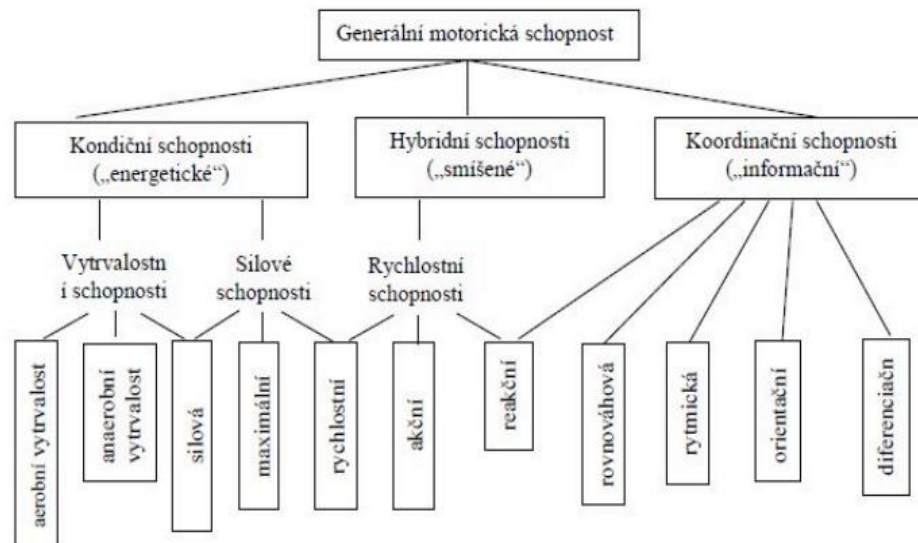 Generální motorická schopnost
Kondiční schopnosti
(„energetické“)
Hybridní schopnosti
(„smíšené“)
Koordinační schopnosti
(„informační“)
Vytrvalostn
í schopnosti
Silové
schopnosti
Rychlostní
schopnosti
aerobní vytrvalost
anaerobní
vytrvalost
silová
maximální
rychlostní
akční
reakční
rovnováhová
rytmická
orientační
diferenciačn